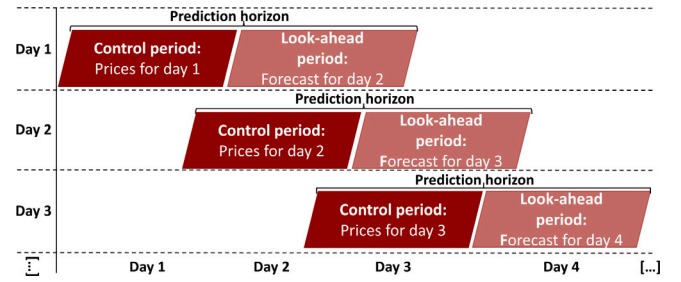 Prediction horizon
Day 1
Control period:
Prices for day 1
Look-ahead
period:
Forecast for day 2
Prediction horizon
Day 2
Control period:
Prices for day 2
Look-ahead
period:
Forecast for day 3
Prediction horizon
Day 3
Control period:
Prices for day 3
Look-ahead
period:
Forecast for day 4
[...]
Day 1
Day 2
Day 3
Day 4
[...]